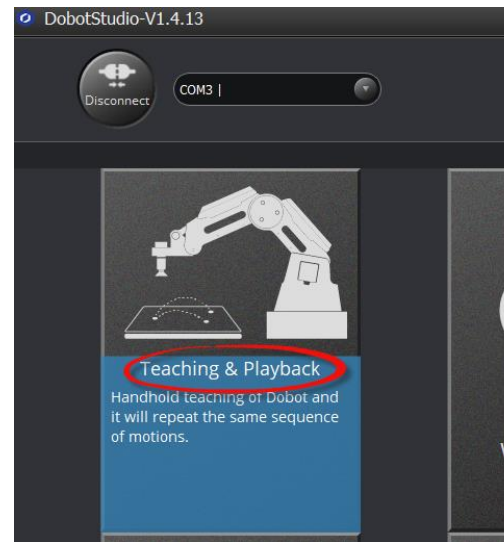 DobotStudio-V1.4.13
Disconnect
COM3 |
Teaching & Playback
Handhold teaching of Dobot and
it will repeat the same sequence
of motions.